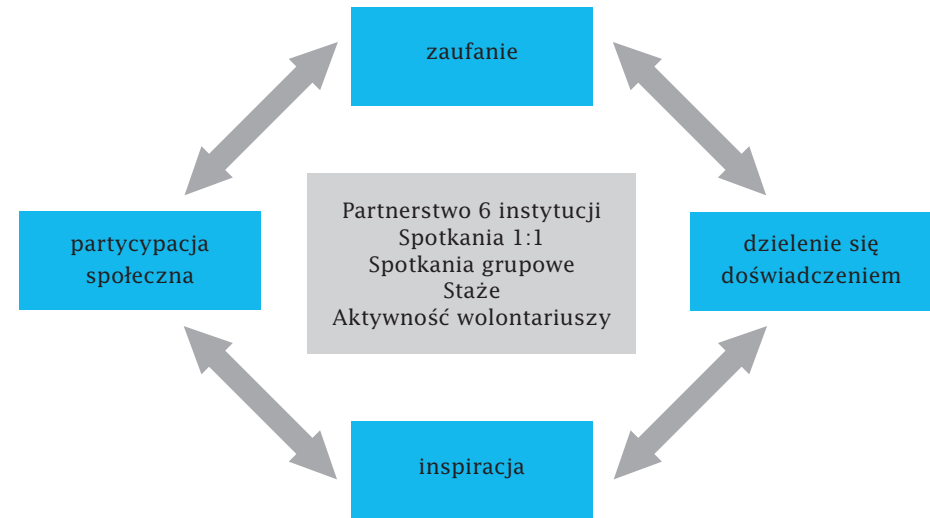 zaufanie
partycypacja
społeczna
Partnerstwo 6 instytucji
Spotkania 1:1
Spotkania grupowe
Staże
Aktywność wolontariuszy
dzielenie się
doświadczeniem
inspiracja